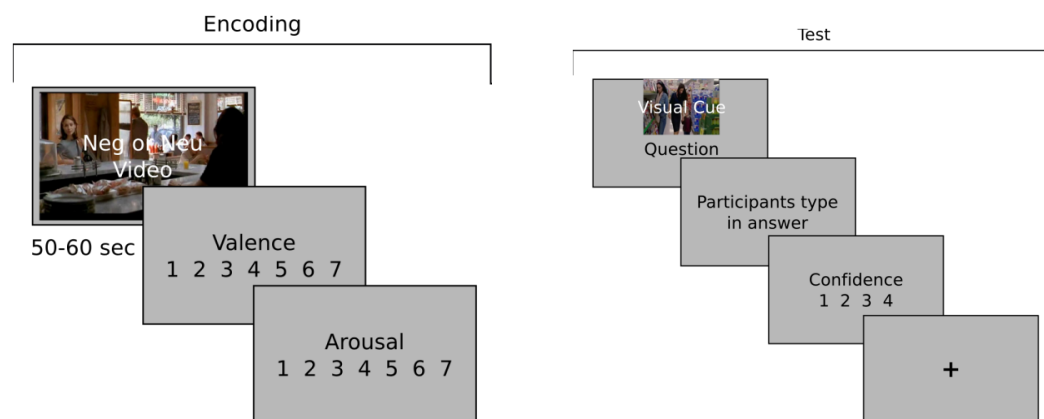 Encoding
Neg or Neu
Video
50-60 sec
Valence
1 2 3 4 5 6 7
Arousal
1 2 3 4 5 6 7
Test
Visual Cue
Question
Participants type
in answer
Confidence
1 2 3 4
+